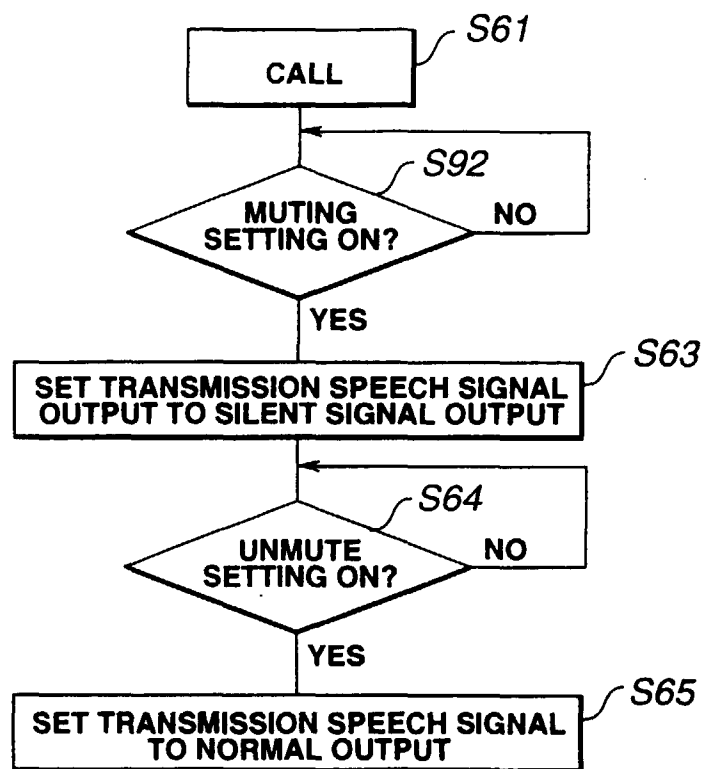 S61
CALL
S92
MUTING
SETTING ON?
NO
YES
S63
SET TRANSMISSION SPEECH SIGNAL
OUTPUT TO SILENT SIGNAL OUTPUT
S64
UNMUTE
SETTING ON?
NO
YES
S65
SET TRANSMISSION SPEECH SIGNAL
TO NORMAL OUTPUT